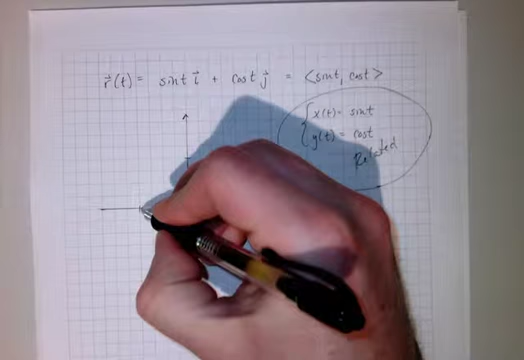 r⃗(t) = sint i⃗ + cost j⃗ = <sint, cost>
{ x(t) = sint
y(t) = cost
Related